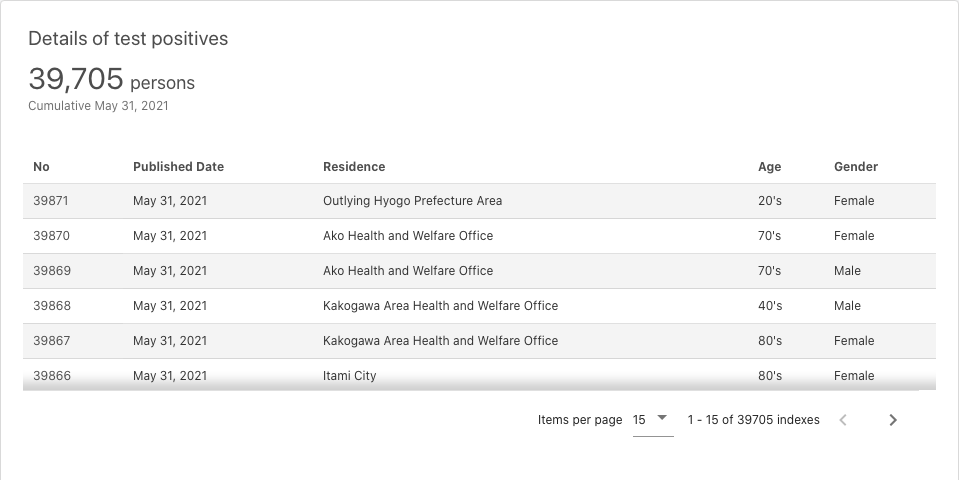 Details of test positives
39,705 persons
Cumulative May 31, 2021
No Published Date Residence Age Gender
39871 May 31, 2021 Outlying Hyogo Prefecture Area 20's Female
39870 May 31, 2021 Ako Health and Welfare Office 70's Female
39869 May 31, 2021 Ako Health and Welfare Office 70's Male
39868 May 31, 2021 Kakogawa Area Health and Welfare Office 40's Male
39867 May 31, 2021 Kakogawa Area Health and Welfare Office 80's Female
39866 May 31, 2021 Itami City 80's Female
Items per page 15 1 - 15 of 39705 indexes